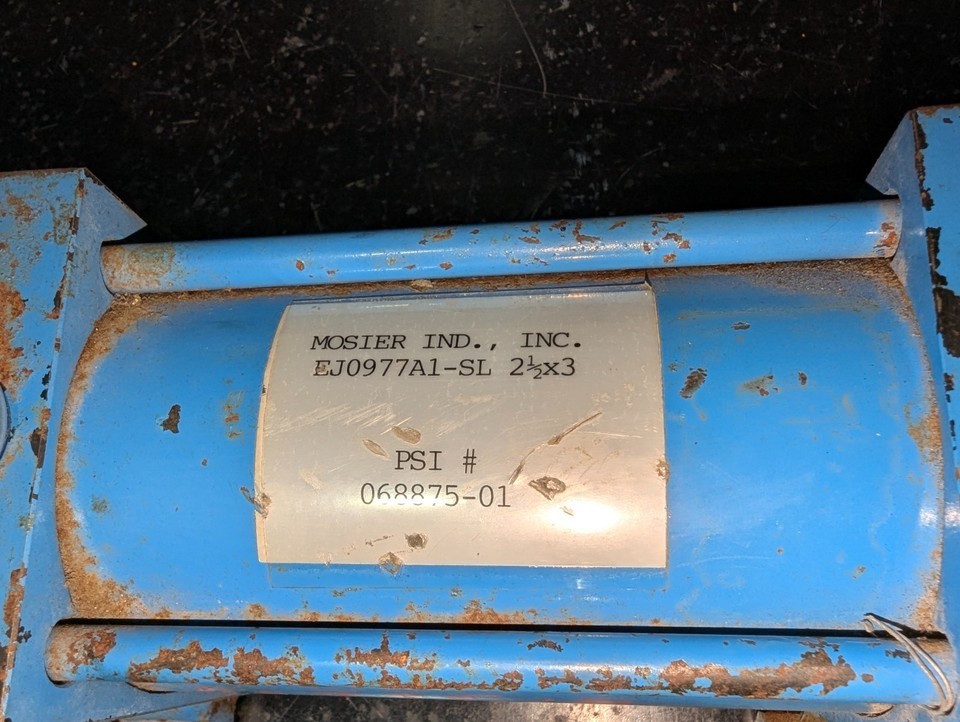 MOSIER IND., INC.
EJ0977A1-SL 2½x3
PSI #
068875-01